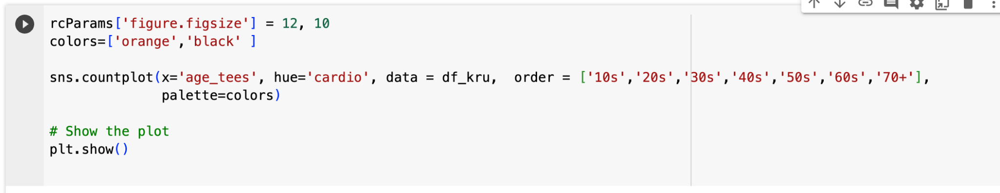 rcParams['figure.figsize'] = 12, 10
colors=['orange','black' ]
sns.countplot(x='age_tees', hue='cardio', data = df_kru,  order = ['10s','20s','30s','40s','50s','60s','70+'],
              palette=colors)
# Show the plot
plt.show()